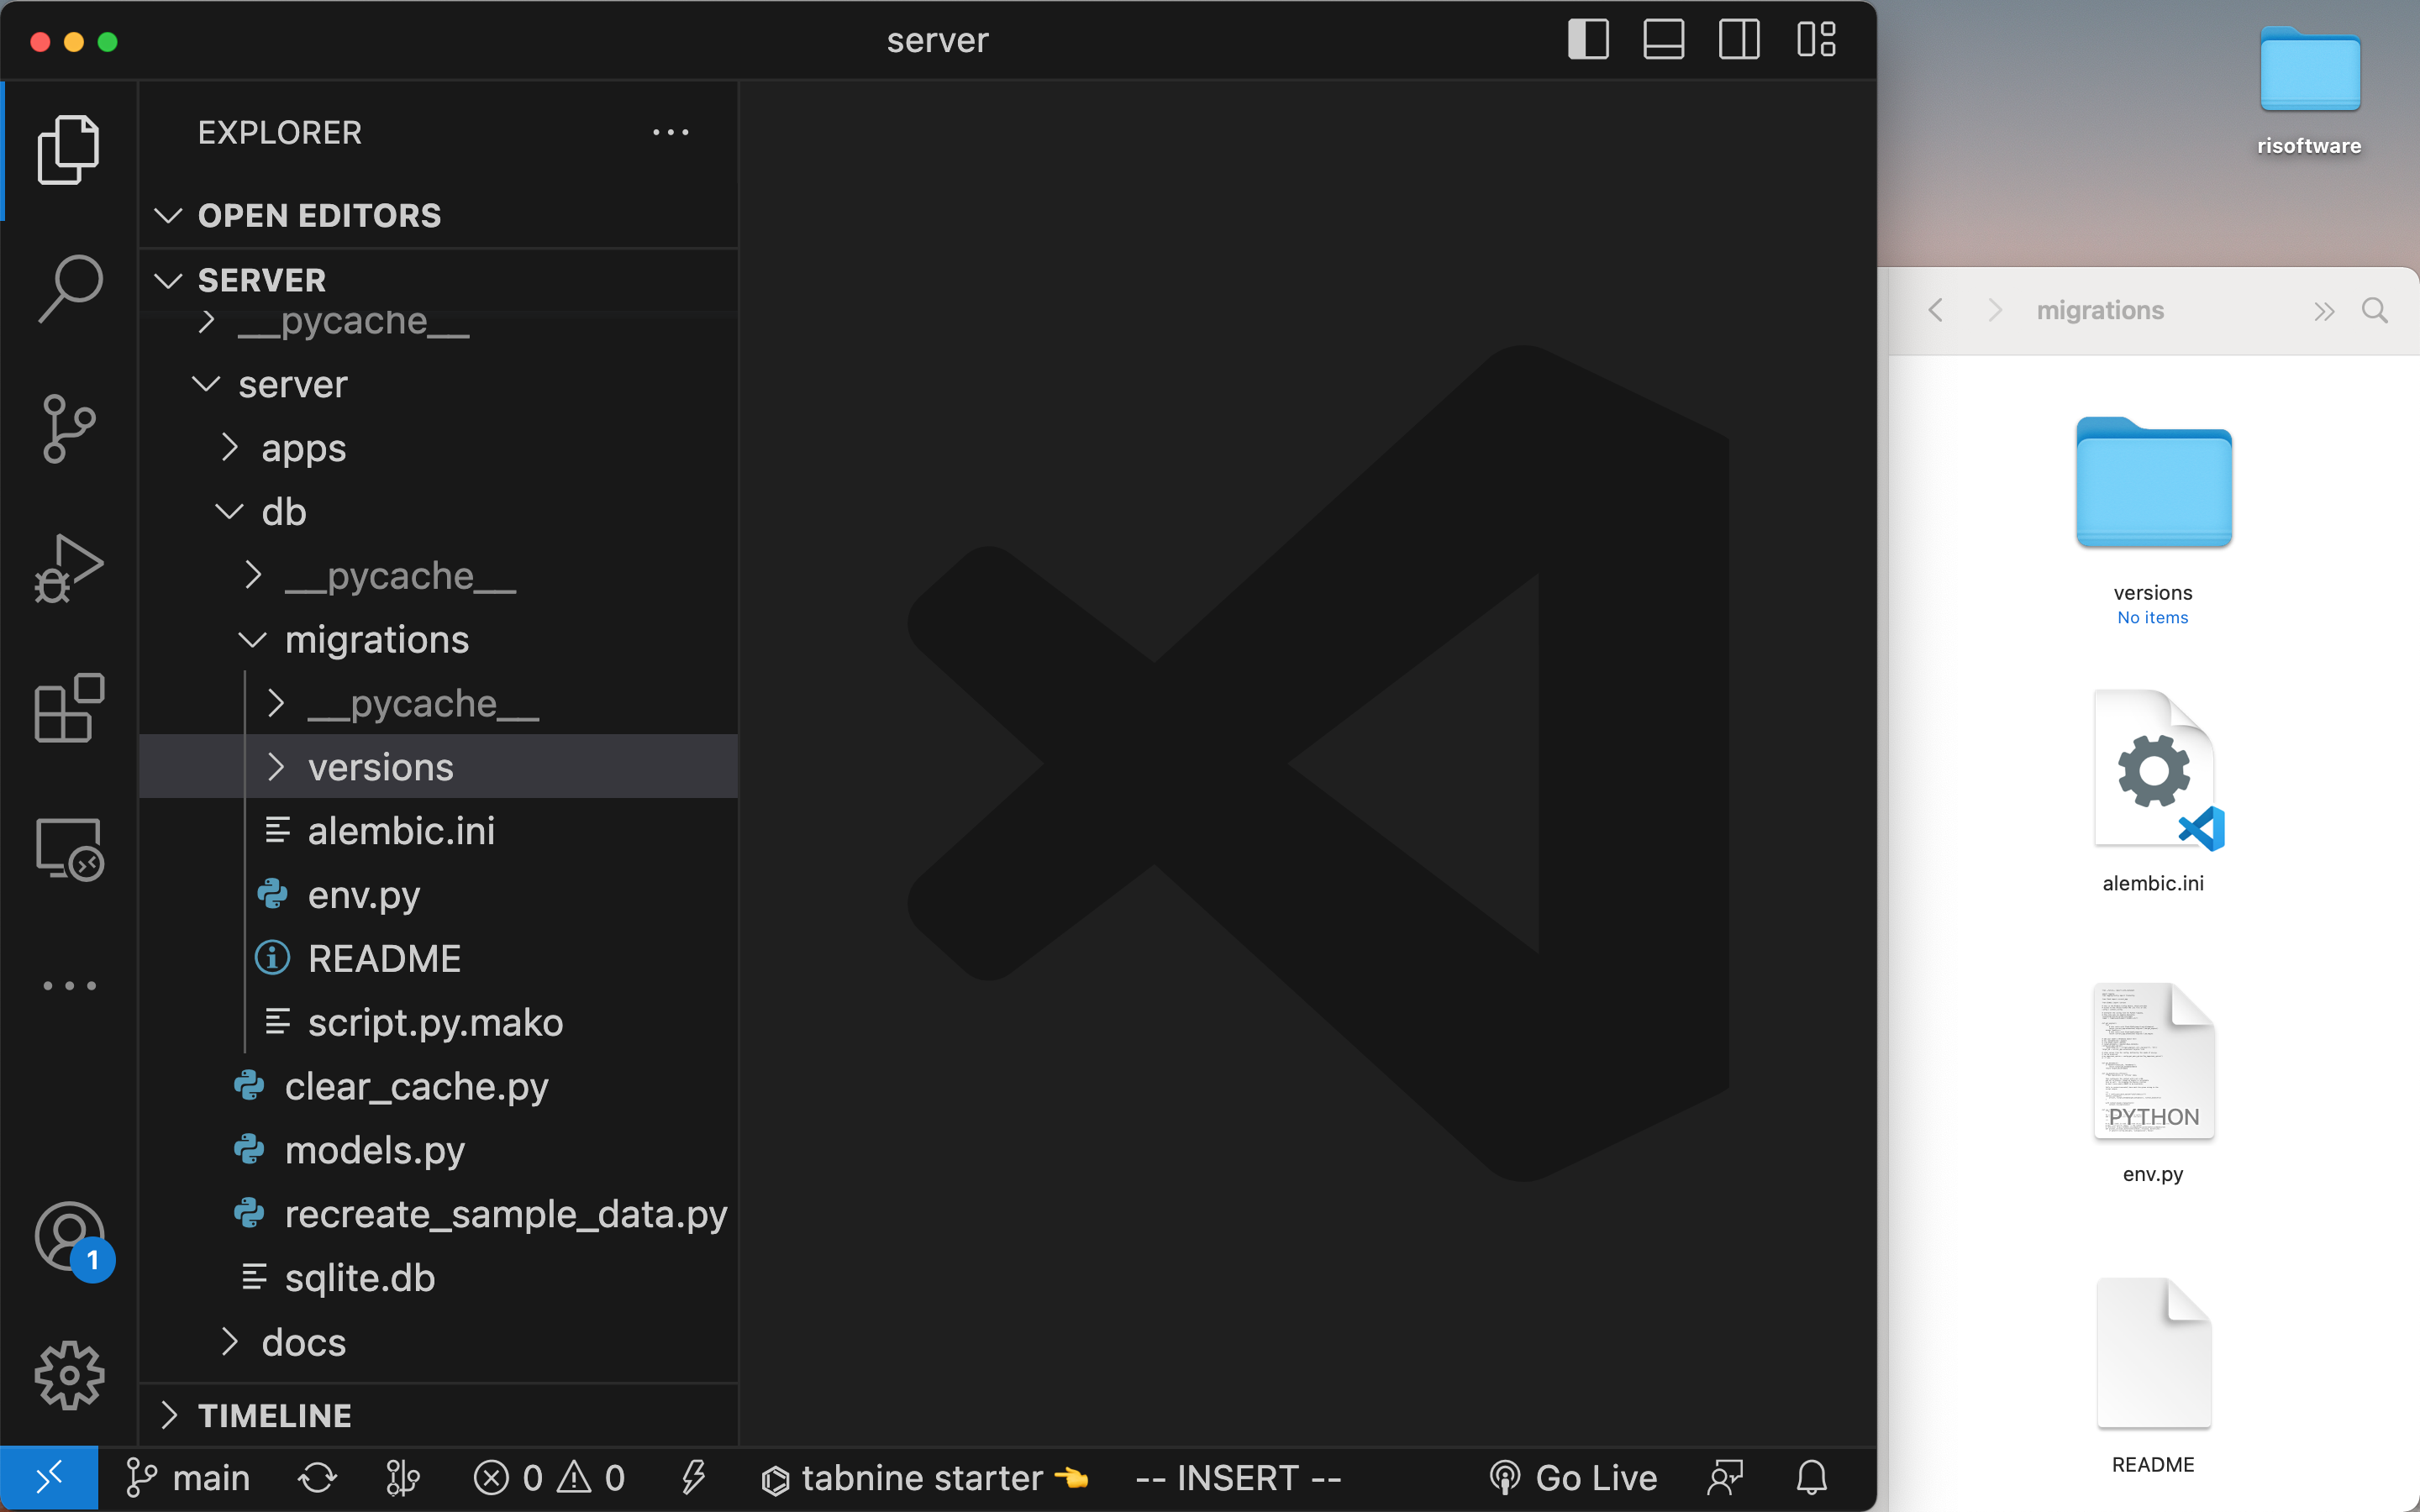 server
EXPLORER
OPEN EDITORS
SERVER
__pycache__
server
apps
db
__pycache__
migrations
__pycache__
versions
alembic.ini
env.py
README
script.py.mako
clear_cache.py
models.py
recreate_sample_data.py
sqlite.db
docs
TIMELINE
1
main
0
0
tabnine starter
-- INSERT --
Go Live
risoftware
migrations
versions
No items
alembic.ini
PYTHON
env.py
README